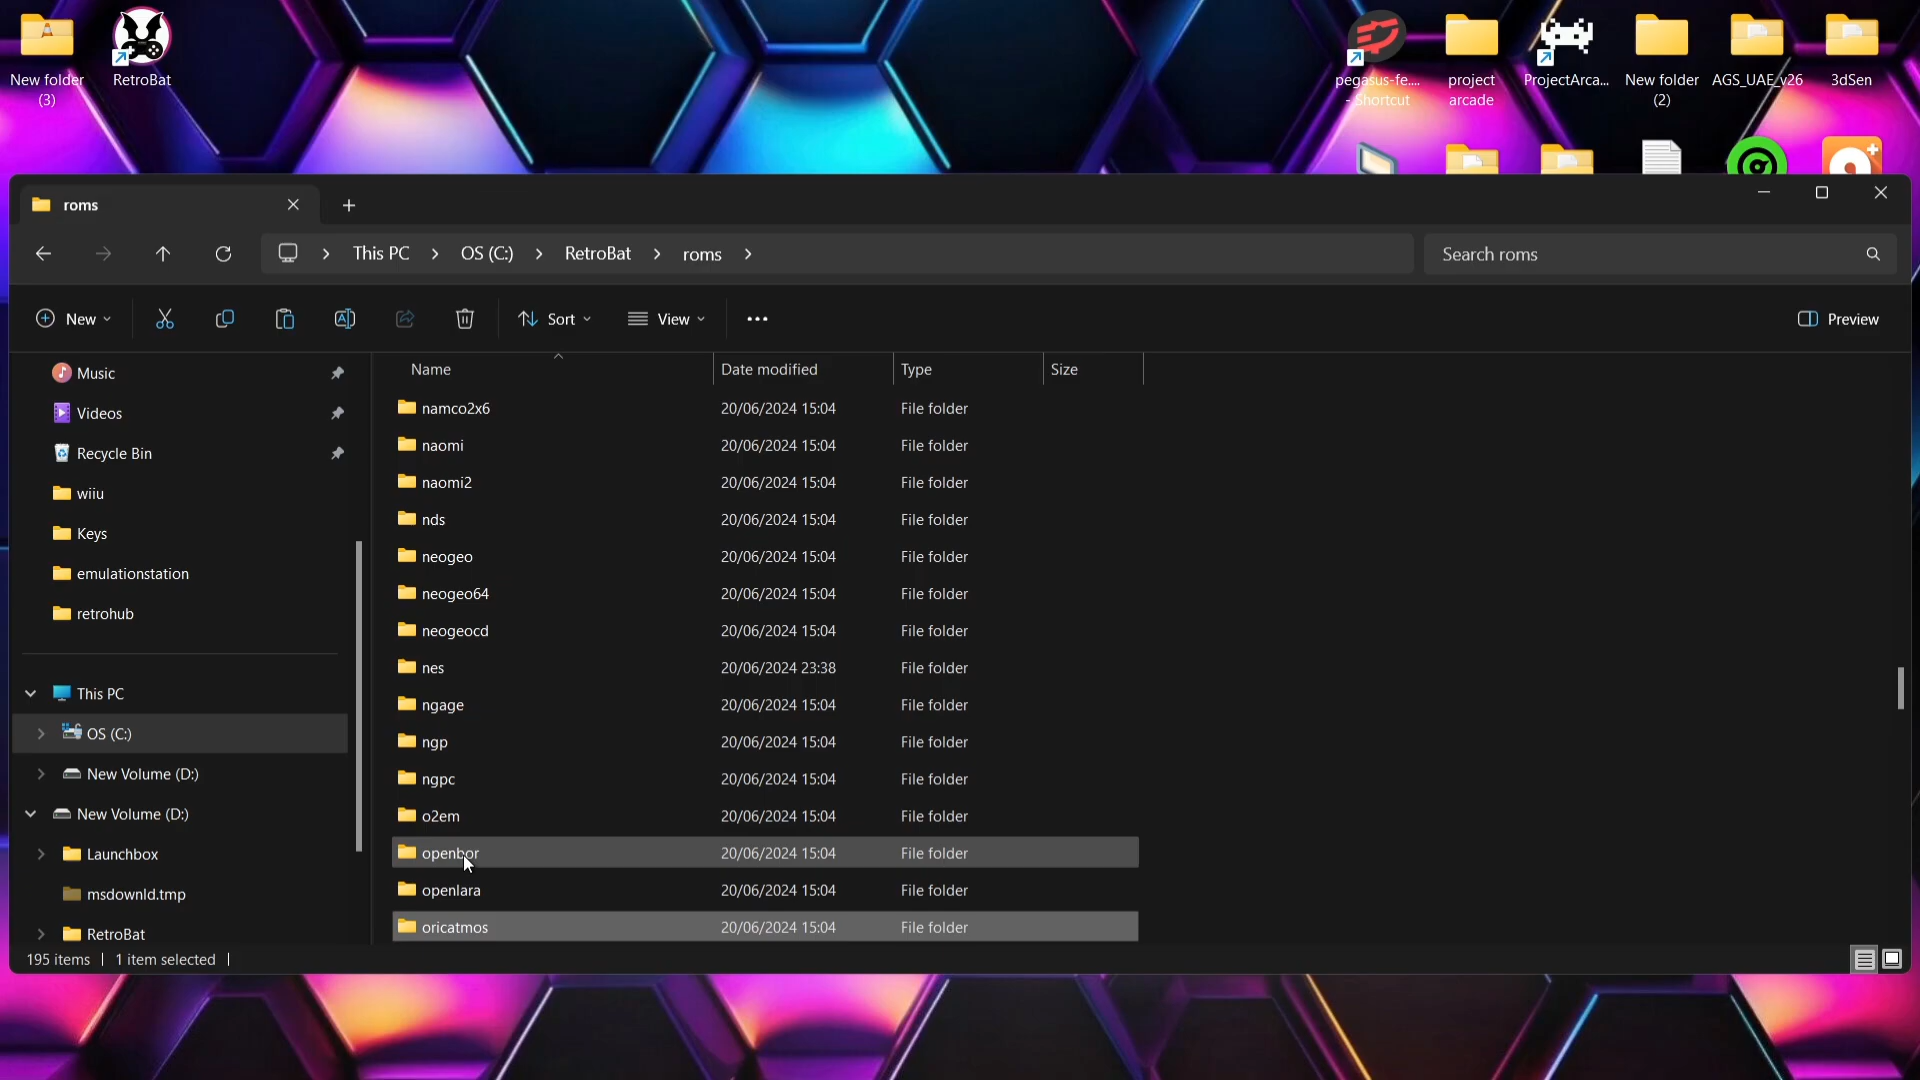 New folder
(3)
RetroBat
pegasus-fe....
- Shortcut
project
arcade
ProjectArca...
New folder
(2)
AGS_UAE_v26
3dSen
roms
This PC
OS (C:)
RetroBat
roms
Search roms
New
Sort
View
Preview
Music
Videos
Recycle Bin
wiiu
Keys
emulationstation
retrohub
This PC
OS (C:)
New Volume (D:)
New Volume (D:)
Launchbox
msdownld.tmp
RetroBat
Name Date modified Type Size
namco2x6 20/06/2024 15:04 File folder
naomi 20/06/2024 15:04 File folder
naomi2 20/06/2024 15:04 File folder
nds 20/06/2024 15:04 File folder
neogeo 20/06/2024 15:04 File folder
neogeo64 20/06/2024 15:04 File folder
neogeocd 20/06/2024 15:04 File folder
nes 20/06/2024 23:38 File folder
ngage 20/06/2024 15:04 File folder
ngp 20/06/2024 15:04 File folder
ngpc 20/06/2024 15:04 File folder
o2em 20/06/2024 15:04 File folder
openbor 20/06/2024 15:04 File folder
openlara 20/06/2024 15:04 File folder
oricatmos 20/06/2024 15:04 File folder
195 items 1 item selected